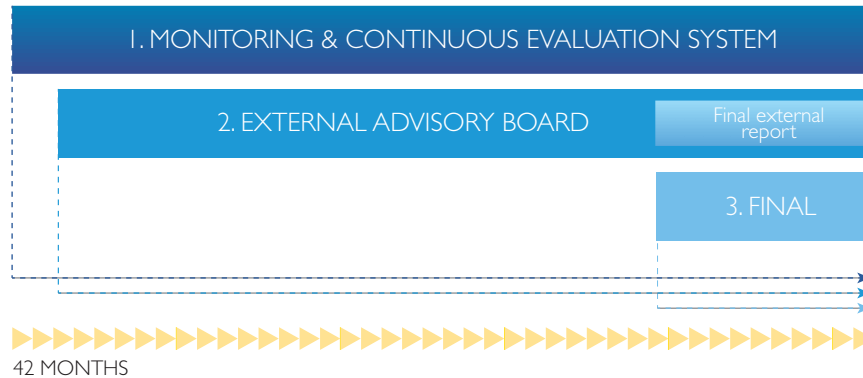 1. MONITORING & CONTINUOUS EVALUATION SYSTEM
2. EXTERNAL ADVISORY BOARD
Final external
report
3. FINAL
42 MONTHS